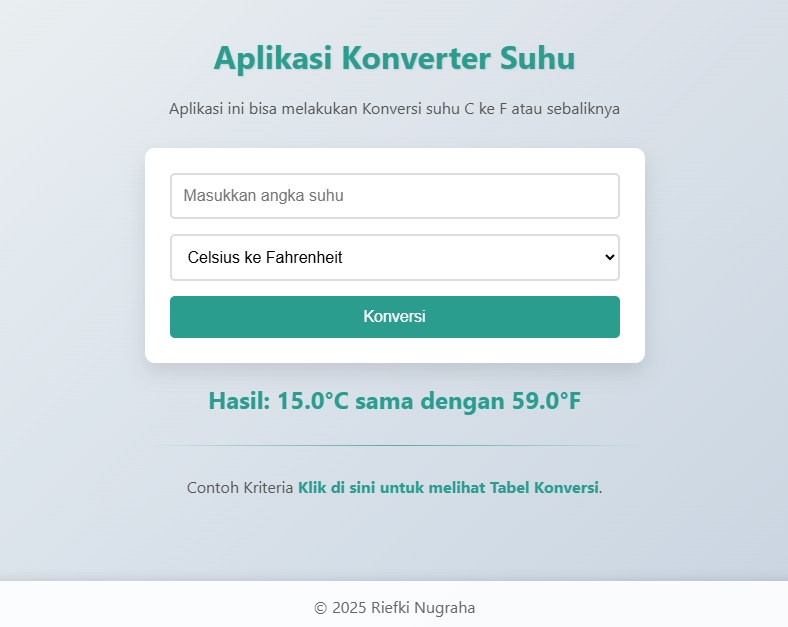 Aplikasi Konverter Suhu
Aplikasi ini bisa melakukan Konversi suhu C ke F atau sebaliknya
Masukkan angka suhu
Celsius ke Fahrenheit
Konversi
Hasil: 15.0°C sama dengan 59.0°F
Contoh Kriteria Klik di sini untuk melihat Tabel Konversi.
© 2025 Riefki Nugraha